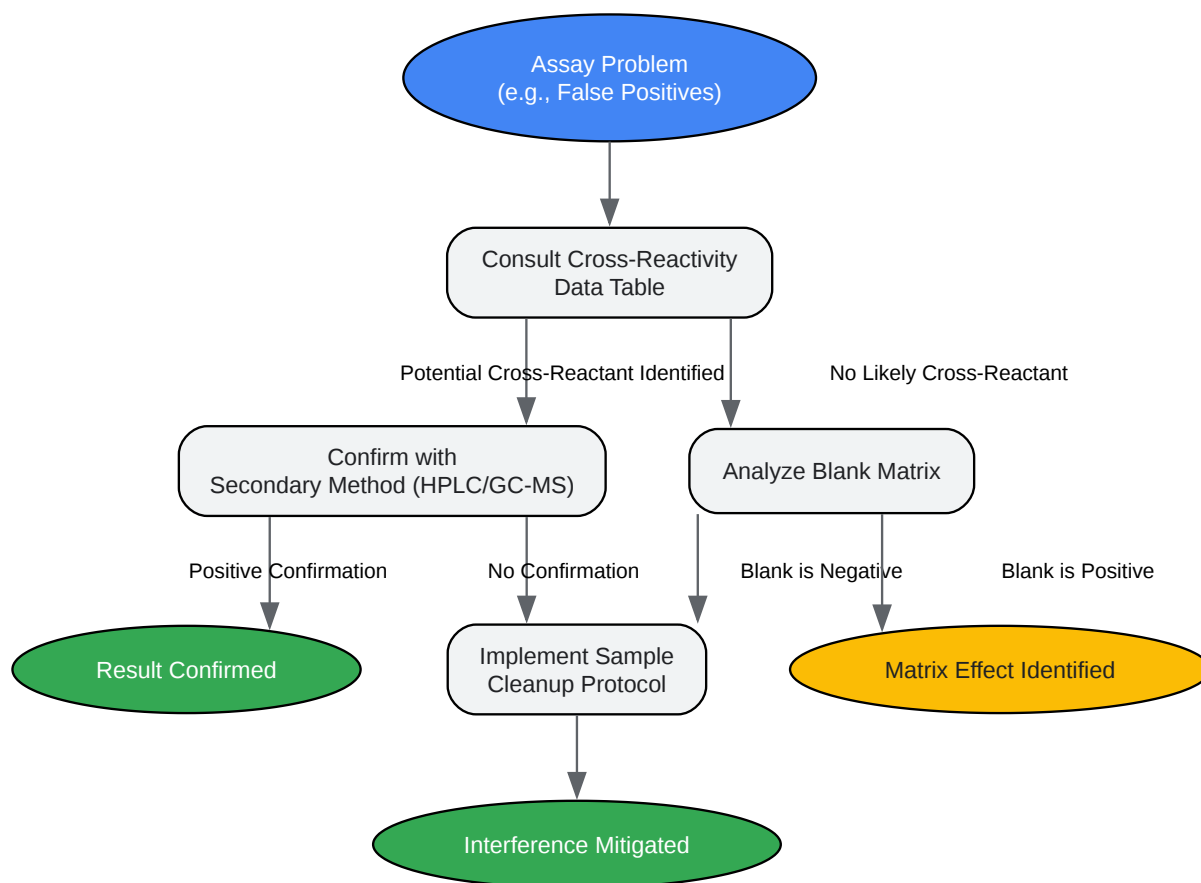 Assay Problem
(e.g., False Positives)
Consult Cross-Reactivity
Data Table
Potential Cross-Reactant Identified
No Likely Cross-Reactant
Confirm with
Secondary Method (HPLC/GC-MS)
Analyze Blank Matrix
Positive Confirmation
No Confirmation
Blank is Negative
Blank is Positive
Result Confirmed
Implement Sample
Cleanup Protocol
Matrix Effect Identified
Interference Mitigated